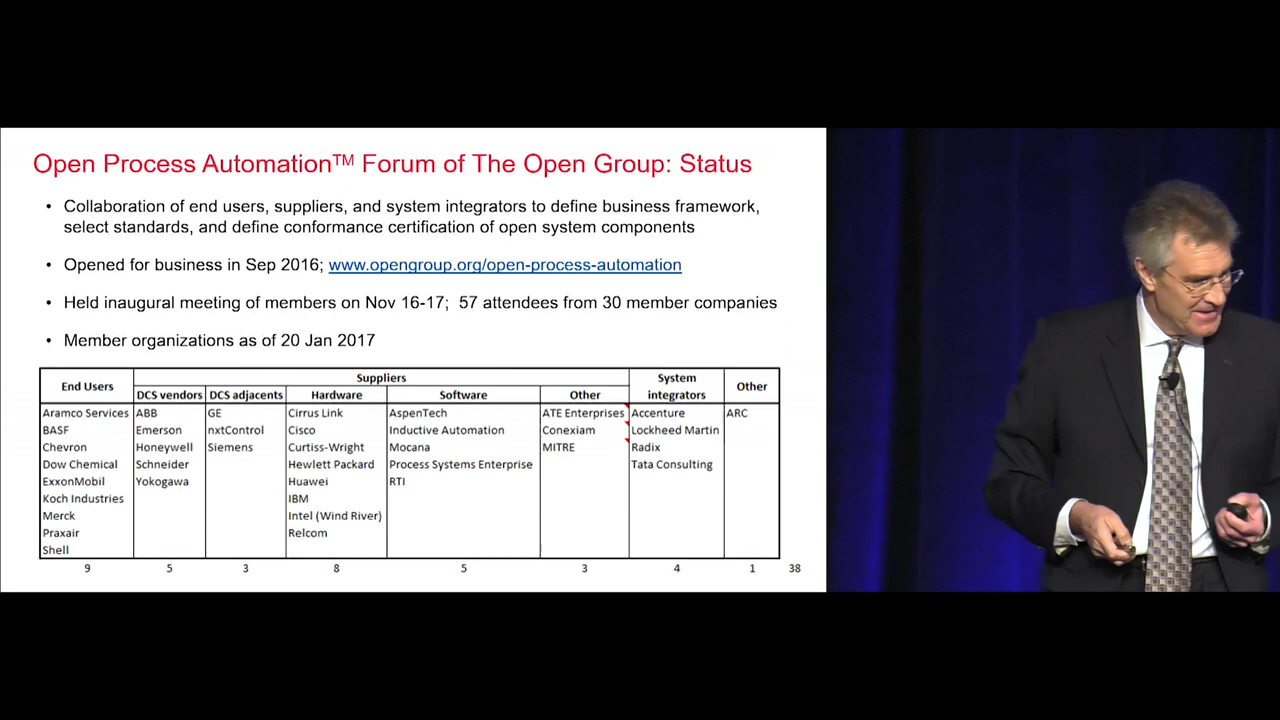 Open Process Automation™ Forum of The Open Group: Status
• Collaboration of end users, suppliers, and system integrators to define business framework,
select standards, and define conformance certification of open system components
• Opened for business in Sep 2016; www.opengroup.org/open-process-automation
• Held inaugural meeting of members on Nov 16-17; 57 attendees from 30 member companies
• Member organizations as of 20 Jan 2017
End Users Suppliers System integrators Other
DCS vendors DCS adjacents Hardware Software Other
Aramco Services ABB GE Cirrus Link AspenTech ATE Enterprises Accenture ARC
BASF Emerson nxtControl Cisco Inductive Automation Conexiam Lockheed Martin
Chevron Honeywell Siemens Curtiss-Wright Mocana MITRE Radix
Dow Chemical Schneider Hewlett Packard Process Systems Enterprise Tata Consulting
ExxonMobil Yokogawa Huawei RTI
Koch Industries IBM
Merck Intel (Wind River)
Praxair Relcom
Shell
9 5 3 8 5 3 4 1 38